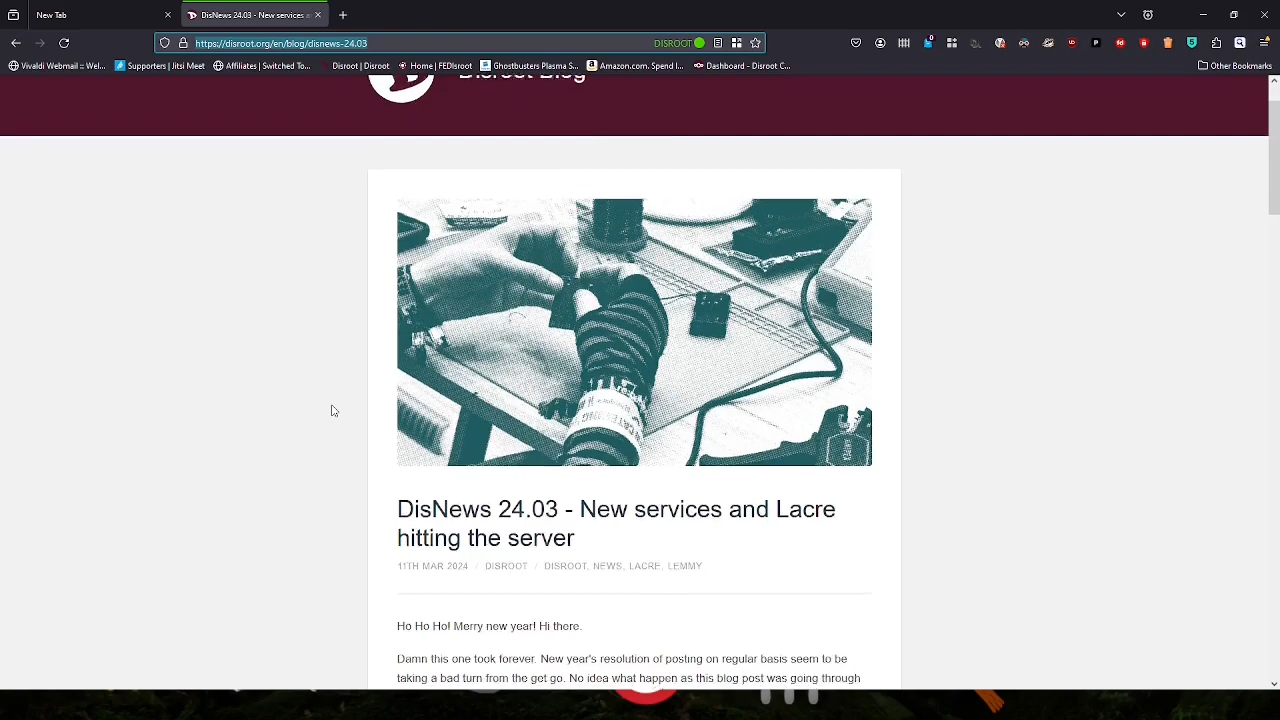 New Tab
DisNews 24.03 - New services an
https://disroot.org/en/blog/disnews-24.03
DISROOT
Vivaldi Webmail :: Wel...
Supporters | Jitsi Meet
Affiliates | Switched To...
Disroot | Disroot
Home | FEDIsroot
Ghostbusters Plasma S...
Amazon.com. Spend l...
Dashboard - Disroot C...
Other Bookmarks
Disroot Blog
DisNews 24.03 - New services and Lacre
hitting the server
11TH MAR 2024 / DISROOT / DISROOT, NEWS, LACRE, LEMMY
Ho Ho Ho! Merry new year! Hi there.
Damn this one took forever. New year's resolution of posting on regular basis seem to be
taking a bad turn from the get go. No idea what happen as this blog post was going through